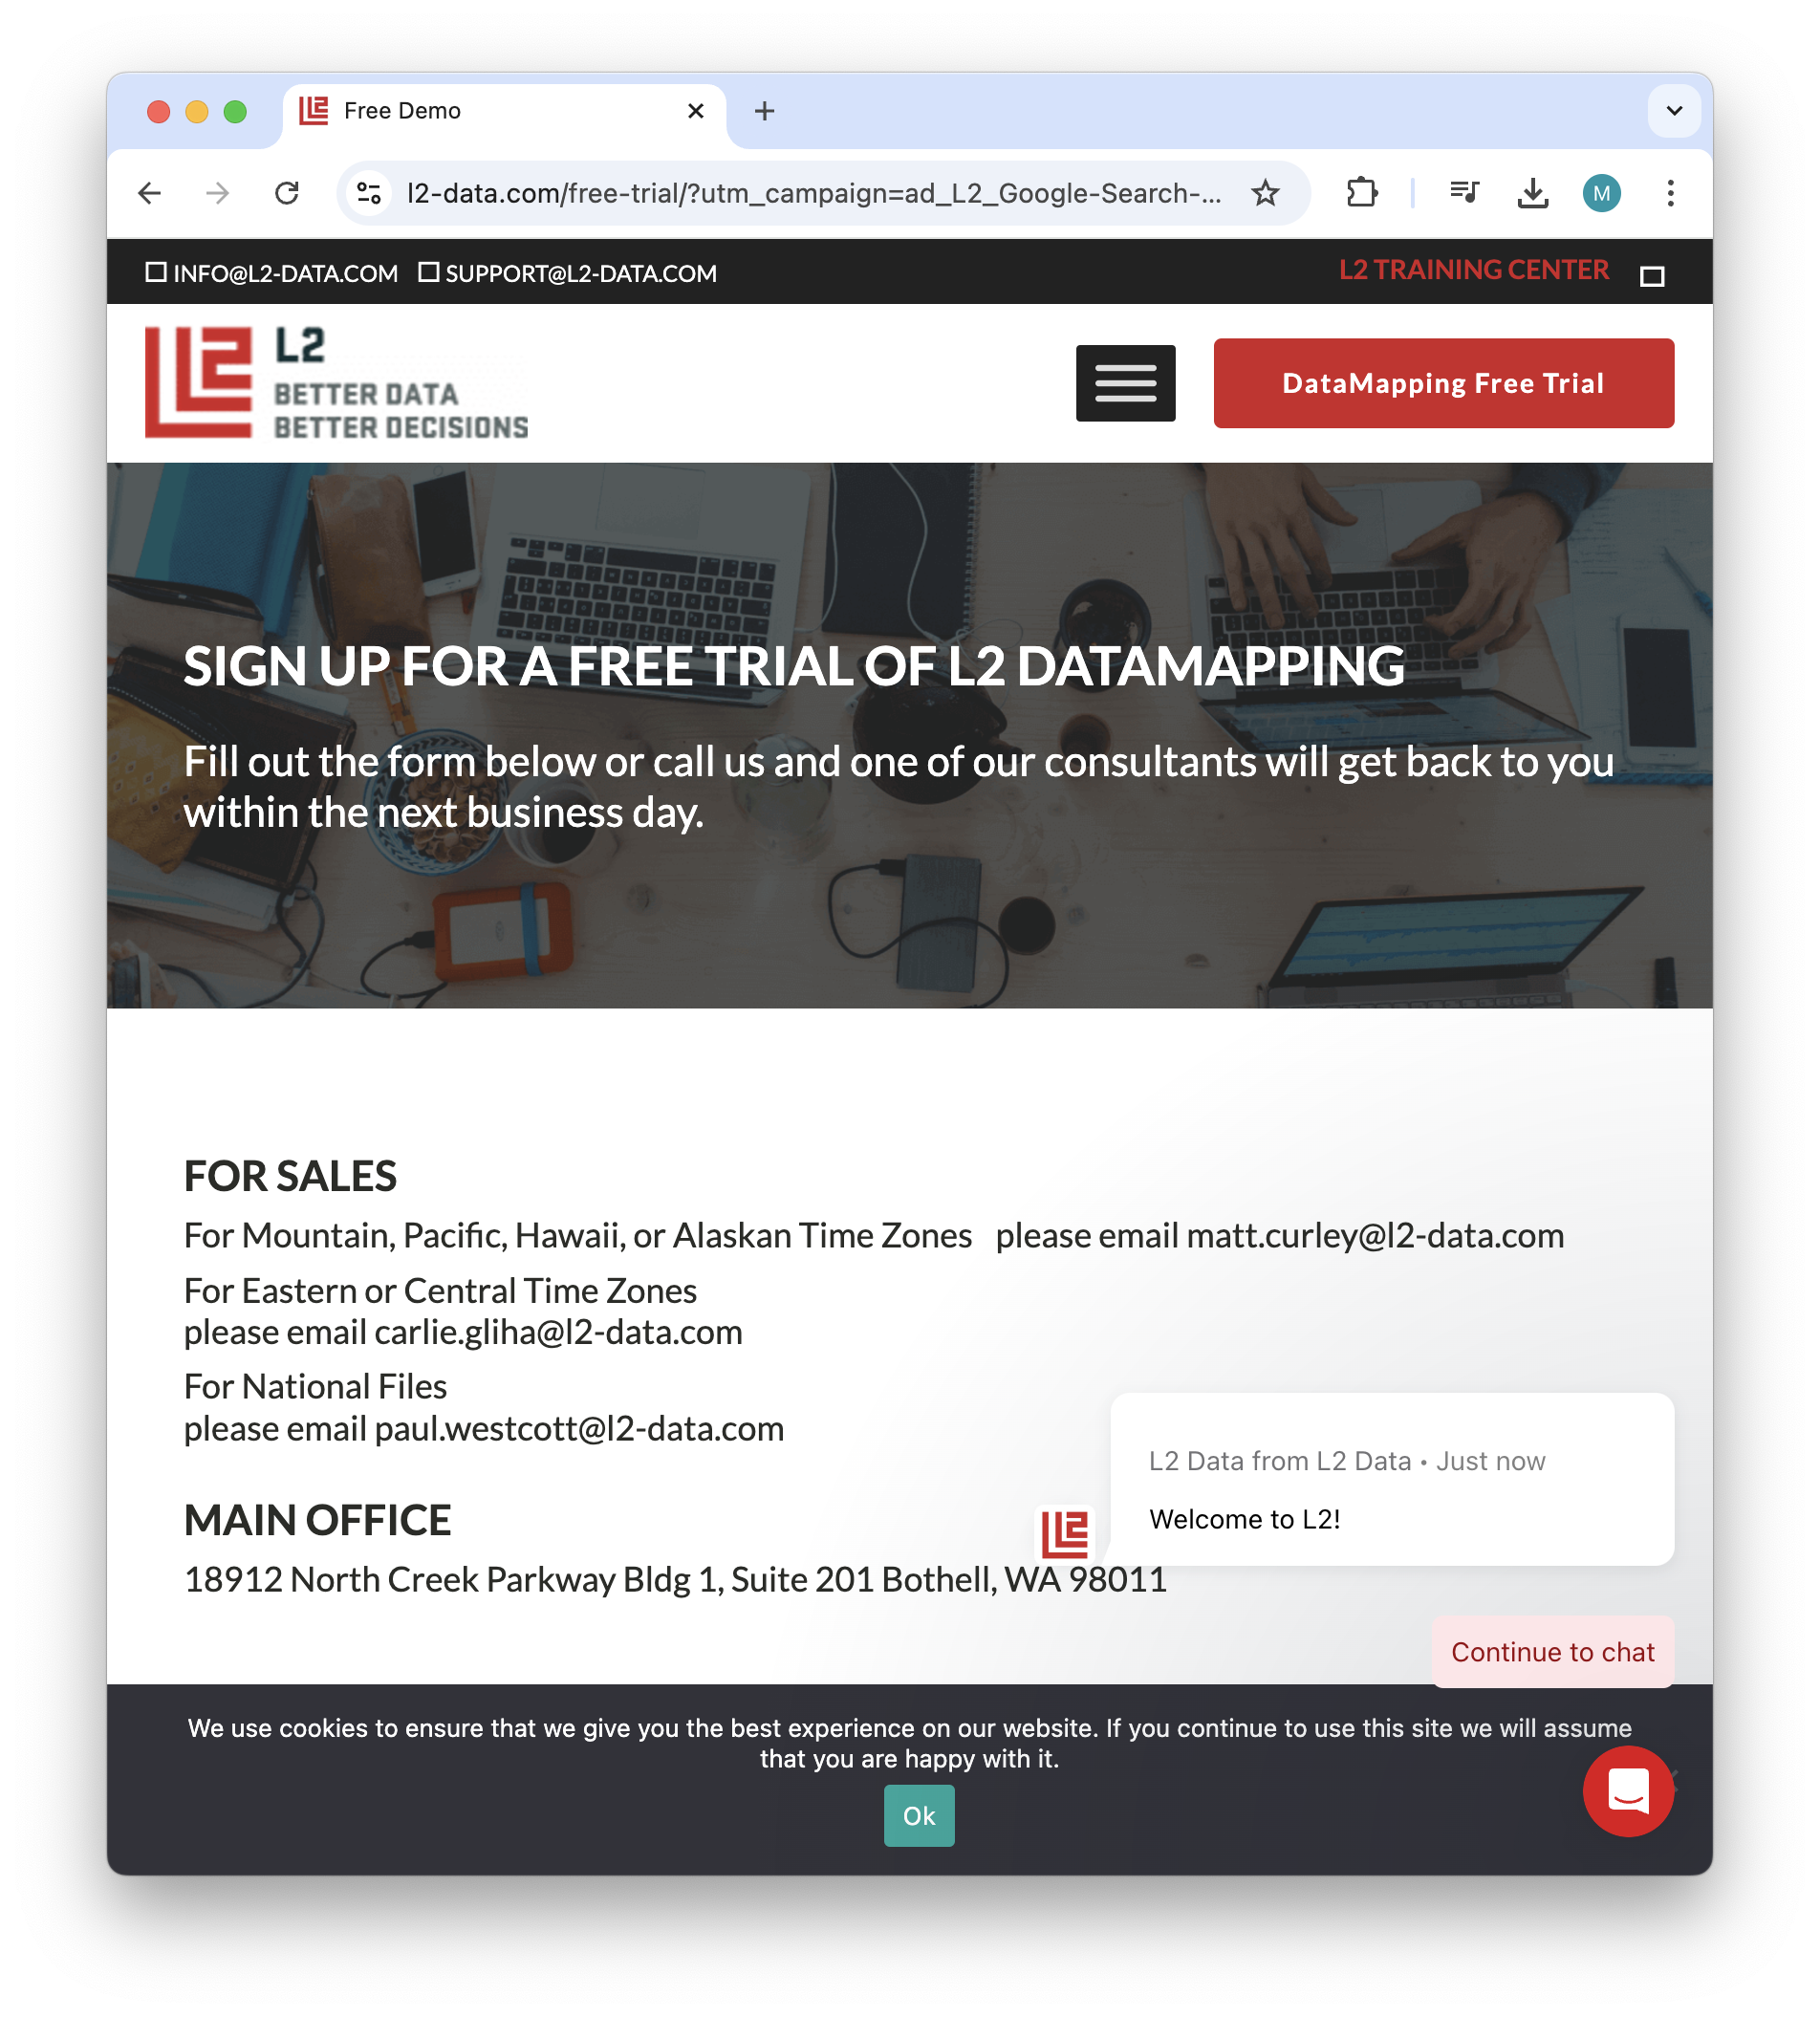 Free Demo
l2-data.com/free-trial/?utm_campaign=ad_L2_Google-Search-...
M
INFO@L2-DATA.COM SUPPORT@L2-DATA.COM
L2 TRAINING CENTER
L2
BETTER DATA
BETTER DECISIONS
DataMapping Free Trial
SIGN UP FOR A FREE TRIAL OF L2 DATAMAPPING
Fill out the form below or call us and one of our consultants will get back to you
within the next business day.
FOR SALES
For Mountain, Pacific, Hawaii, or Alaskan Time Zones please email matt.curley@l2-data.com
For Eastern or Central Time Zones
please email carlie.gliha@l2-data.com
For National Files
please email paul.westcott@l2-data.com
MAIN OFFICE
18912 North Creek Parkway Bldg 1, Suite 201 Bothell, WA 98011
L2 Data from L2 Data • Just now
Welcome to L2!
Continue to chat
We use cookies to ensure that we give you the best experience on our website. If you continue to use this site we will assume
that you are happy with it.
Ok